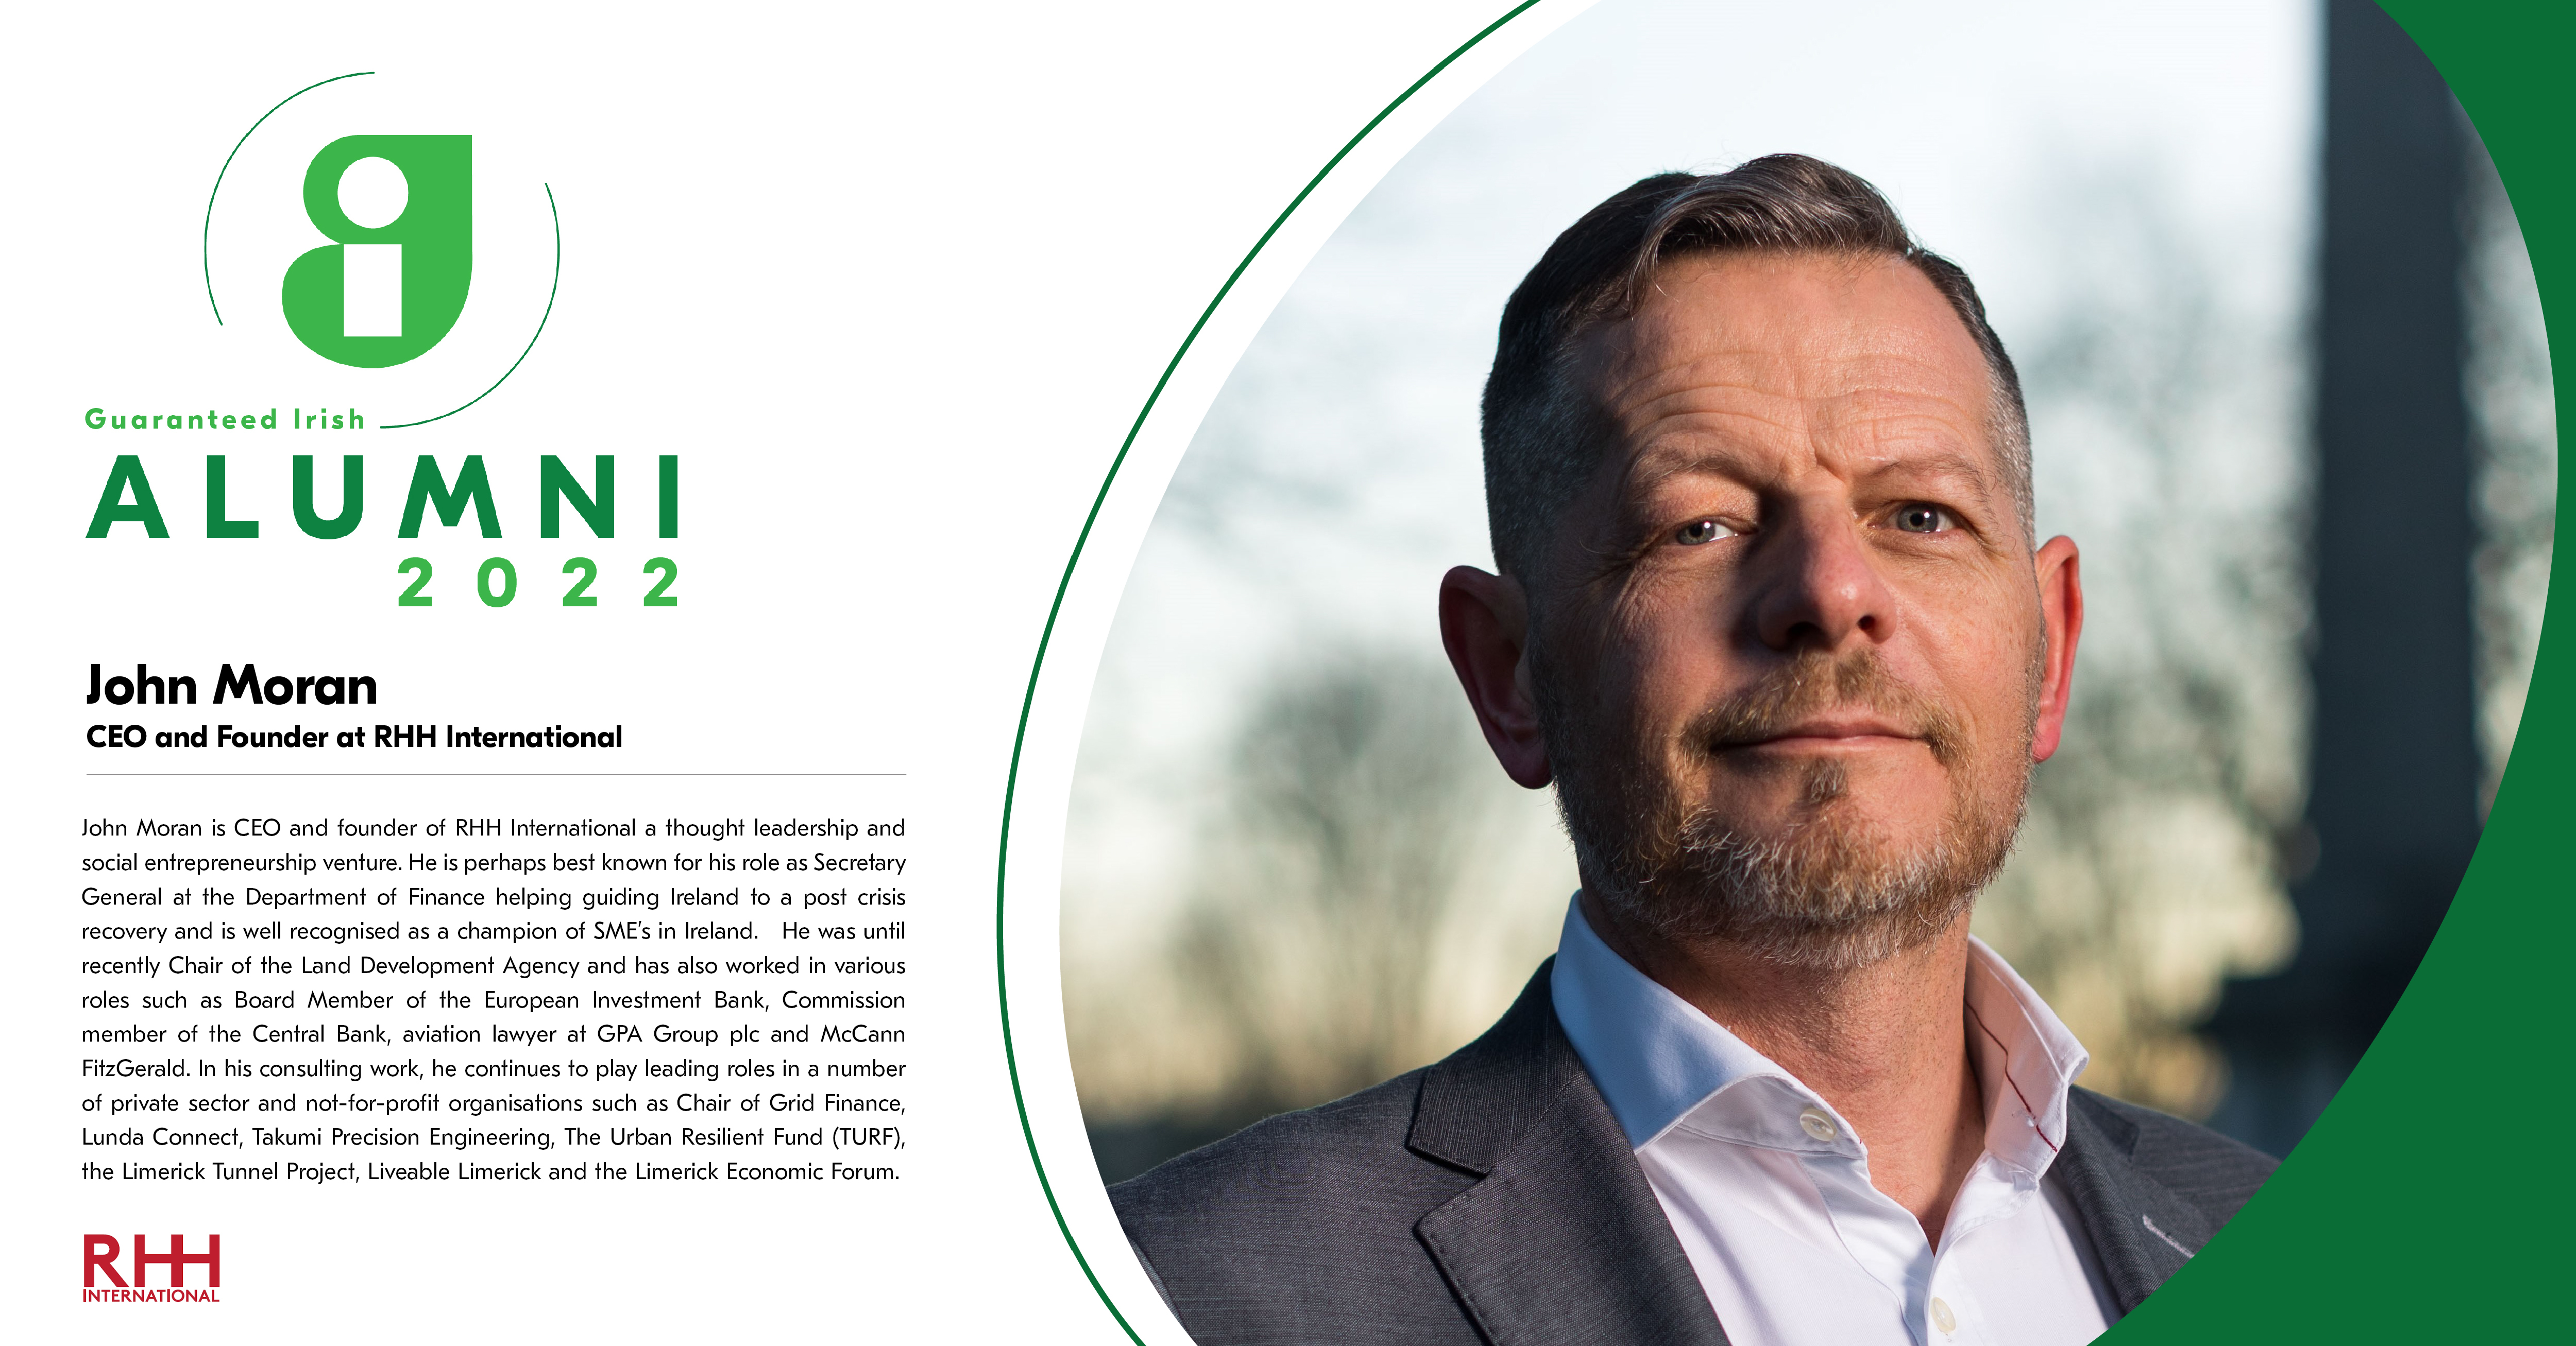 Guaranteed Irish
ALUMNI
2022
John Moran
CEO and Founder at RHH International
John Moran is CEO and founder of RHH International a thought leadership and
social entrepreneurship venture. He is perhaps best known for his role as Secretary
General at the Department of Finance helping guiding Ireland to a post crisis
recovery and is well recognised as a champion of SME's in Ireland.   He was until
recently Chair of the Land Development Agency and has also worked in various
roles such as Board Member of the European Investment Bank, Commission
member of the Central Bank, aviation lawyer at GPA Group plc and McCann
FitzGerald. In his consulting work, he continues to play leading roles in a number
of private sector and not-for-profit organisations such as Chair of Grid Finance,
Lunda Connect, Takumi Precision Engineering, The Urban Resilient Fund (TURF),
the Limerick Tunnel Project, Liveable Limerick and the Limerick Economic Forum.
RHH
INTERNATIONAL